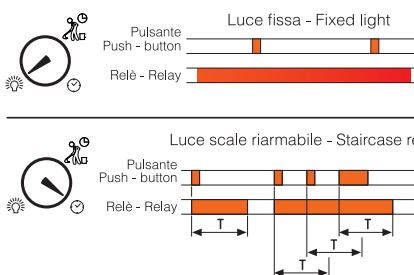 Luce fissa - Fixed light
Pulsante
Push - button
Relè - Relay
Luce scale riarmabile - Staircase re
Pulsante
Push - button
Relè - Relay
T
T
T
T